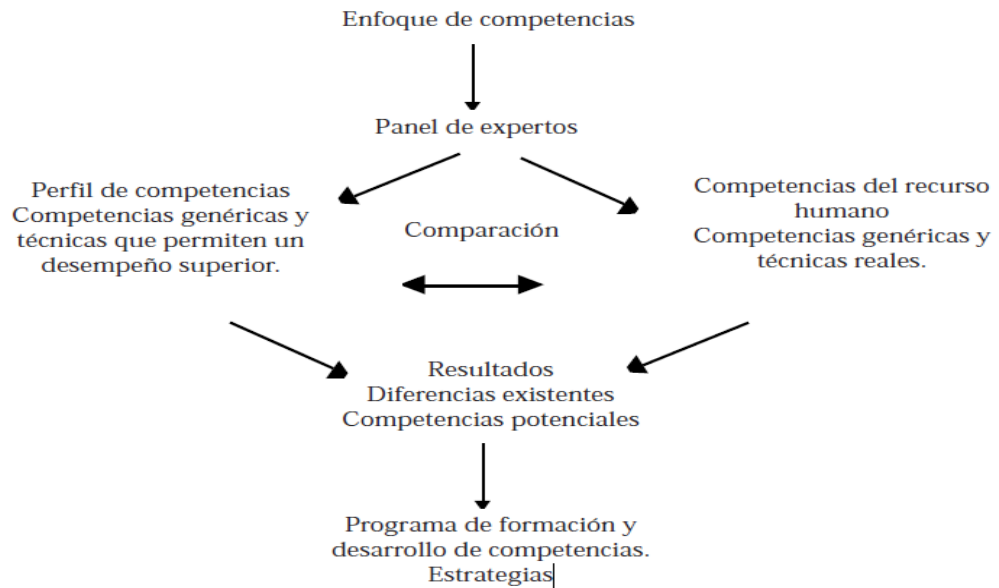 Enfoque de competencias
Panel de expertos
Perfil de competencias
Competencias genéricas y
técnicas que permiten un
desempeño superior.
Comparación
Competencias del recurso
humano
Competencias genéricas y
técnicas reales.
Resultados
Diferencias existentes
Competencias potenciales
Programa de formación y
desarrollo de competencias.
Estrategias